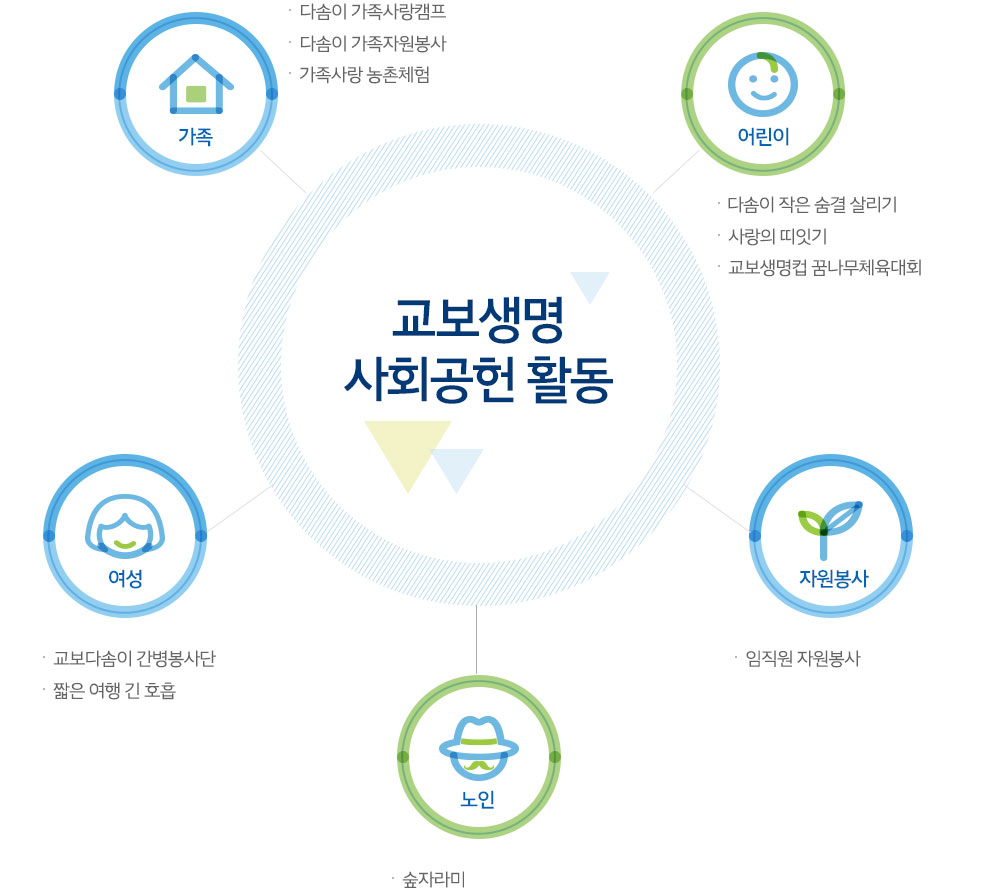 · 다솜이 가족사랑캠프
· 다솜이 가족자원봉사
· 가족사랑 농촌체험
가족
어린이
· 다솜이 작은 숨결 살리기
· 사랑의 띠잇기
· 교보생명컵 꿈나무체육대회
교보생명
사회공헌 활동
여성
· 교보다솜이 간병봉사단
· 짧은 여행 긴 호흡
자원봉사
· 임직원 자원봉사
노인
· 숲자라미